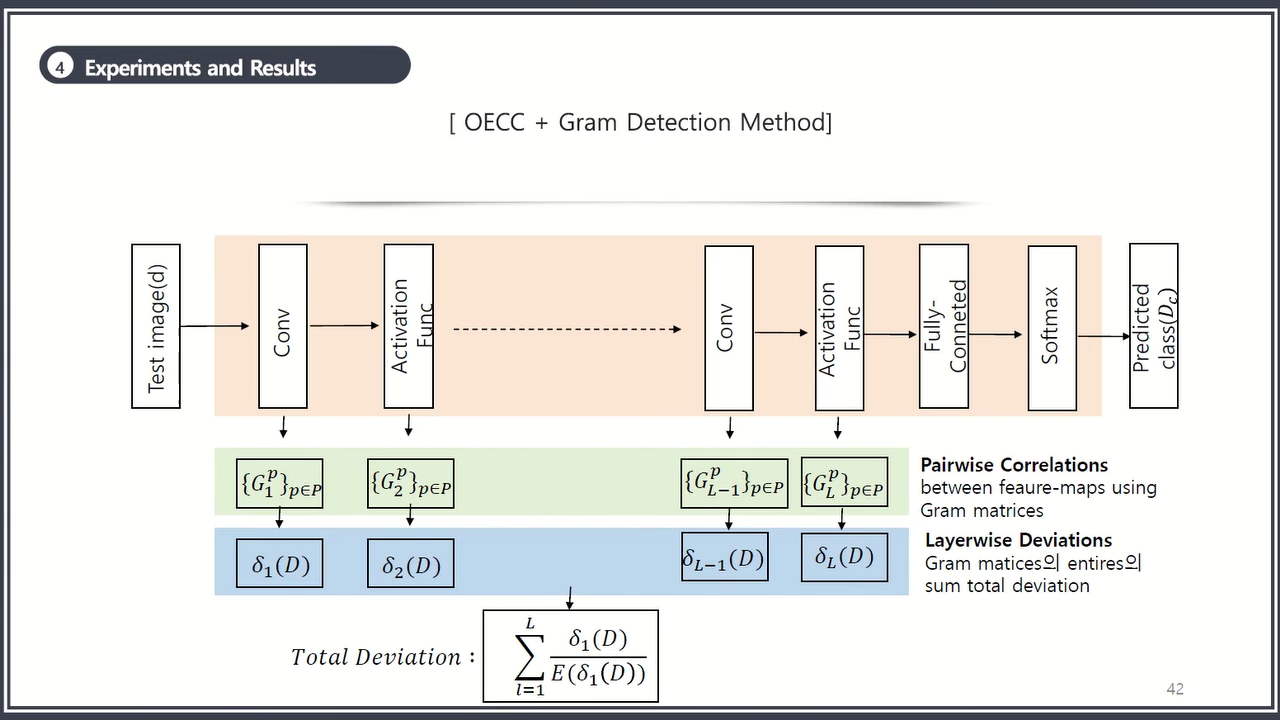 4 Experiments and Results
[ OECC + Gram Detection Method]
Test image(d)
Conv
Activation
Func
Conv
Activation
Func
Fully-
Conneted
Softmax
Predicted
class(D_c)
{G_1^p}_{p∈P}
{G_2^p}_{p∈P}
{G_{L−1}^p}_{p∈P}
{G_L^p}_{p∈P}
Pairwise Correlations
between feaure-maps using
Gram matrices
δ_1(D)
δ_2(D)
δ_{L−1}(D)
δ_L(D)
Layerwise Deviations
Gram matices의 entires의
sum total deviation
Total Deviation : \sum_{l=1}^{L} \frac{δ_1(D)}{E(δ_1(D))}
42